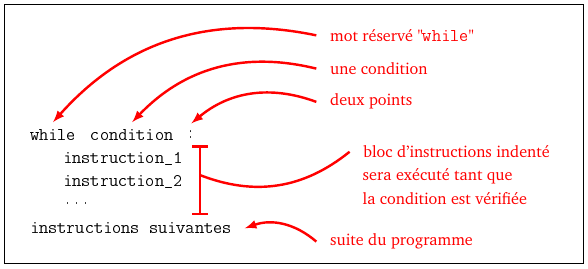 mot réservé "while"
une condition
deux points
while condition :
instruction_1
instruction_2
...
bloc d'instructions indenté
sera exécuté tant que
la condition est vérifiée
instructions suivantes
suite du programme